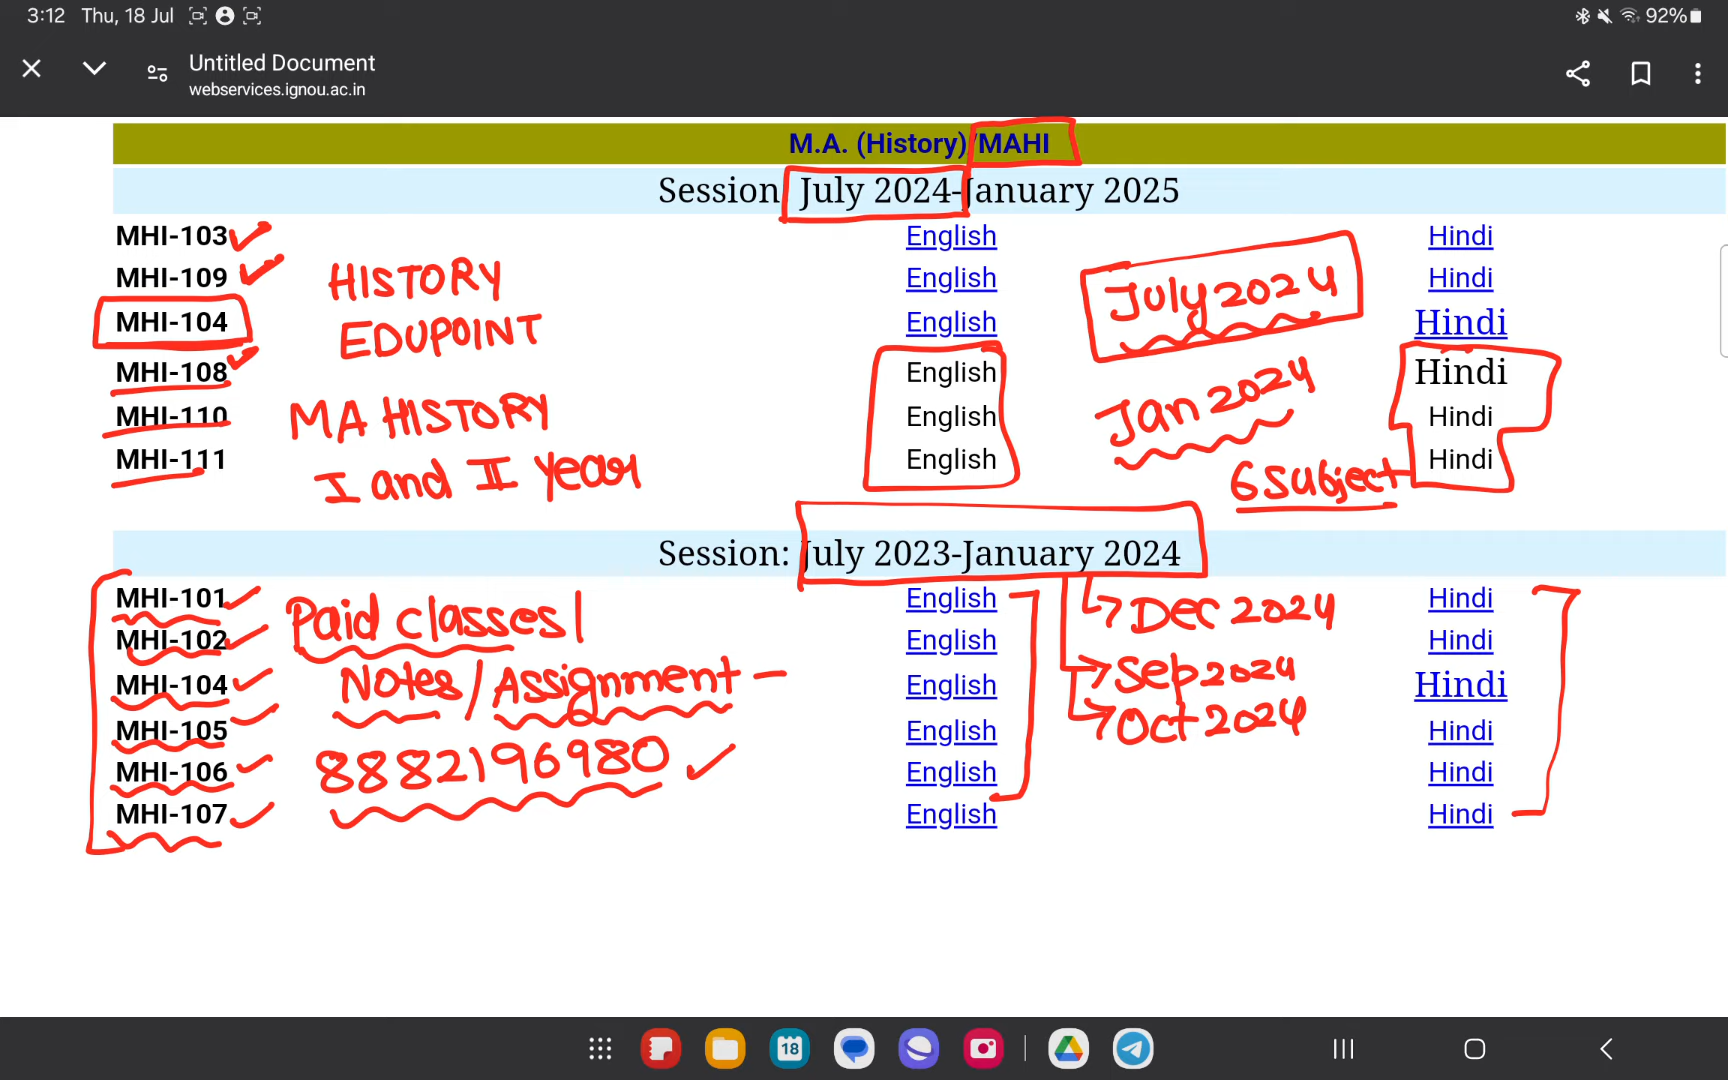 3:12 Thu, 18 Jul 92%
Untitled Document
webservices.ignou.ac.in
M.A. (History)/MAHI
Session: July 2024-January 2025
MHI-103 English Hindi
MHI-109 English Hindi
HISTORY July 2024
MHI-104 English Hindi
EDUPOINT
MHI-108 English Hindi
MHI-110 English Hindi
MA HISTORY Jan 2024
MHI-111 English Hindi
I and II year 6 Subject
Session: July 2023-January 2024
MHI-101 English Hindi
Paid classes| Dec 2024
MHI-102 English Hindi
MHI-104 English Hindi
Notes/Assignment - Sep 2024
MHI-105 English Hindi
Oct 2024
MHI-106 English Hindi
8882196980
MHI-107 English Hindi
18